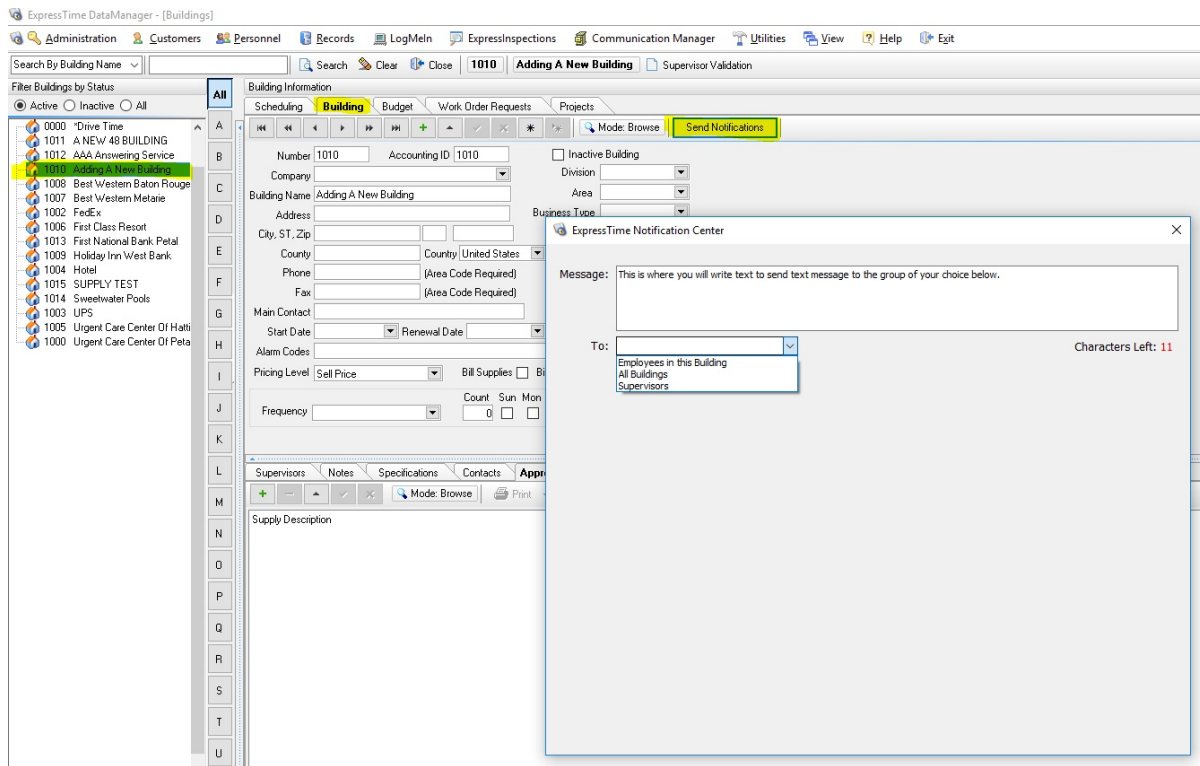 ExpressTime DataManager - [Buildings]
Administration Customers Personnel Records LogMeIn ExpressInspections Communication Manager Utilities View Help Exit
Search By Building Name Search Clear Close 1010 Adding A New Building Supervisor Validation
Filter Buildings by Status
Active Inactive All
0000 *Drive Time
1011 A NEW 48 BUILDING
1012 AAA Answering Service
1010 Adding A New Building
1008 Best Western Baton Rouge
1007 Best Western Metarie
1002 FedEx
1006 First Class Resort
1013 First National Bank Petal
1009 Holiday Inn West Bank
1004 Hotel
1015 SUPPLY TEST
1014 Sweetwater Pools
1003 UPS
1005 Urgent Care Center Of Hatti
1000 Urgent Care Center Of Peta
All
A
B
C
D
E
F
G
H
I
J
K
L
M
N
O
P
Q
R
S
T
U
Building Information
Scheduling Building Budget Work Order Requests Projects
Mode: Browse Send Notifications
Number 1010 Accounting ID 1010 Inactive Building
Company Division
Building Name Adding A New Building Area
Address Business Type
City, ST, Zip
County Country United States
Phone (Area Code Required)
Fax (Area Code Required)
Main Contact
Start Date Renewal Date
Alarm Codes
Pricing Level Sell Price Bill Supplies Bi
Count Sun Mon
Frequency 0
Supervisors Notes Specifications Contacts Appr
Mode: Browse Print
Supply Description
ExpressTime Notification Center
Message: This is where you will write text to send text message to the group of your choice below.
To: Characters Left: 11
Employees in this Building
All Buildings
Supervisors